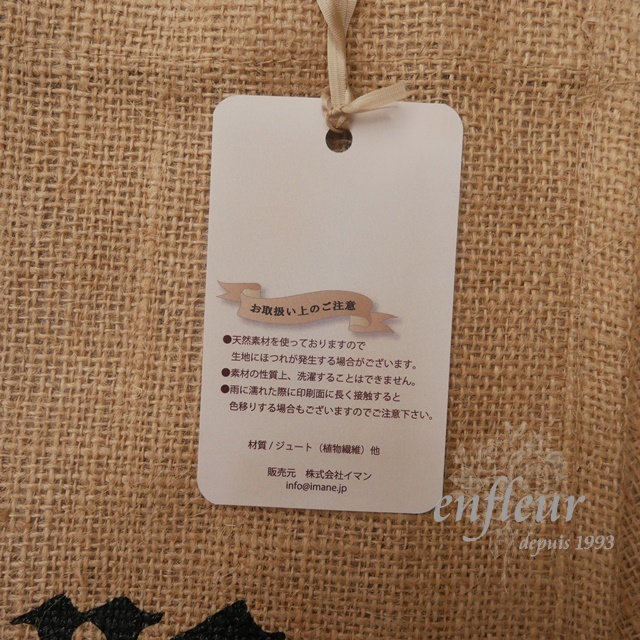 お取扱い上のご注意
●天然素材を使っておりますので
生地にほつれが発生する場合がございます。
●素材の性質上、洗濯することはできません。
●雨に濡れた際に印刷面に長く接触すると
色移りする場合もございますのでご注意下さい。
材質/ジュート（植物繊維）他
販売元 株式会社イマン
info@imane.jp
enfleur
depuis 1993